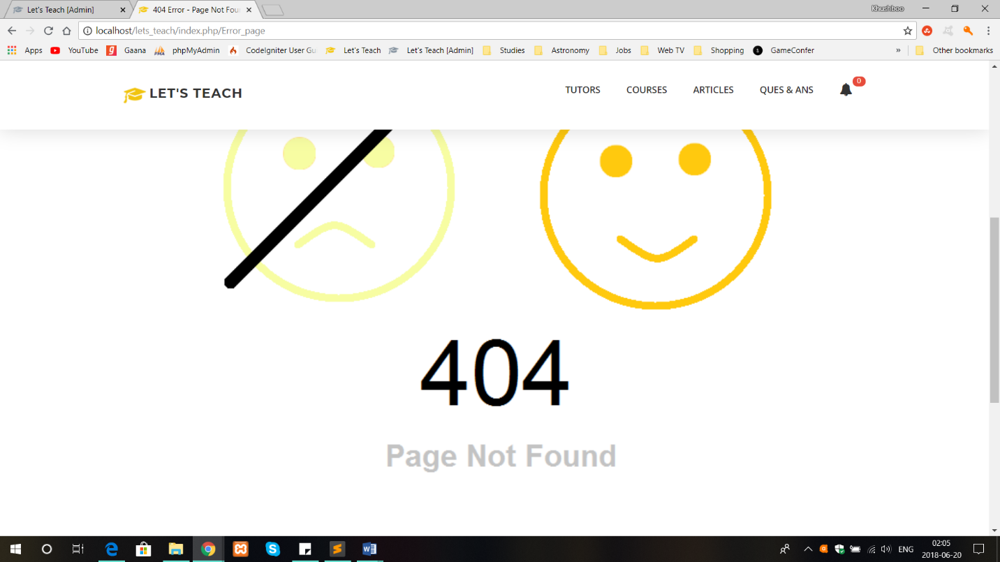 Let's Teach [Admin]
404 Error - Page Not Fou
Khushboo
localhost/lets_teach/index.php/Error_page
Apps YouTube Gaana phpMyAdmin CodeIgniter User Gu Let's Teach Let's Teach [Admin] Studies Astronomy Jobs Web TV Shopping GameConfer » Other bookmarks
LET'S TEACH
TUTORS COURSES ARTICLES QUES & ANS 0
404
Page Not Found
ENG
02:05
2018-06-20